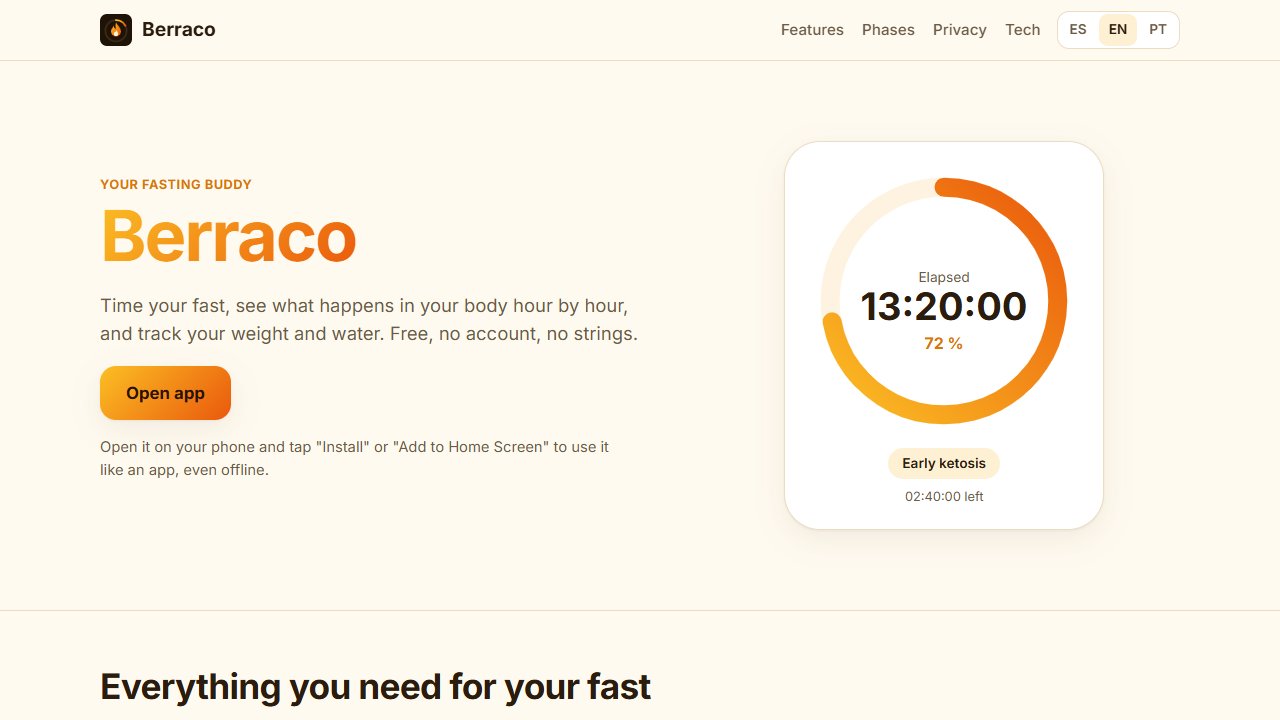 Berraco
Features
Phases
Privacy
Tech
ES
EN
PT
YOUR FASTING BUDDY
Berraco
Time your fast, see what happens in your body hour by hour,
and track your weight and water. Free, no account, no strings.
Open app
Open it on your phone and tap "Install" or "Add to Home Screen" to use it
like an app, even offline.
Elapsed
13:20:00
72 %
Early ketosis
02:40:00 left
Everything you need for your fast